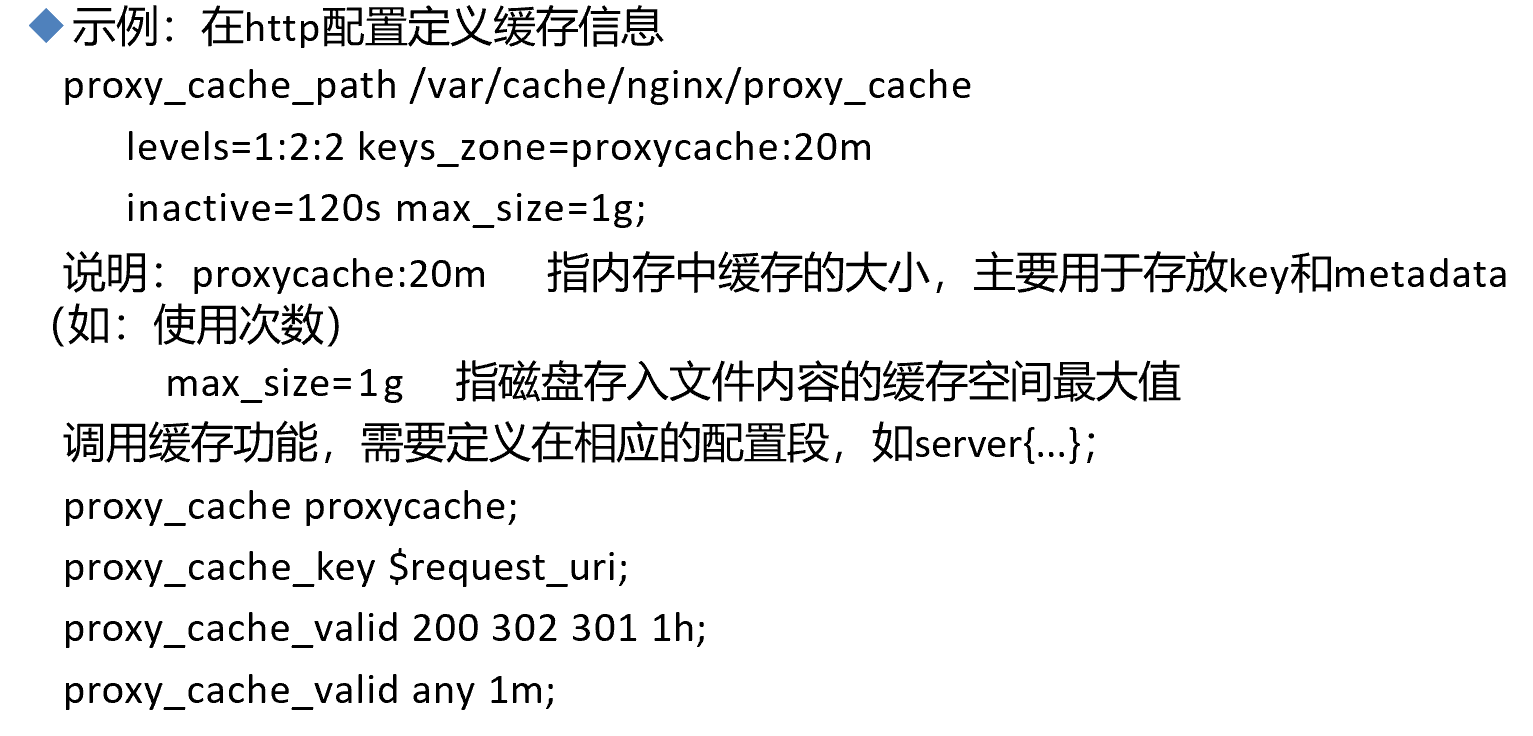 ◆示例：在http配置定义缓存信息
proxy_cache_path /var/cache/nginx/proxy_cache
levels=1:2:2 keys_zone=proxycache:20m
inactive=120s max_size=1g;
说明：proxycache:20m 指内存中缓存的大小，主要用于存放key和metadata
(如：使用次数)
max_size=1g 指磁盘存入文件内容的缓存空间最大值
调用缓存功能，需要定义在相应的配置段，如server{...};
proxy_cache proxycache;
proxy_cache_key $request_uri;
proxy_cache_valid 200 302 301 1h;
proxy_cache_valid any 1m;